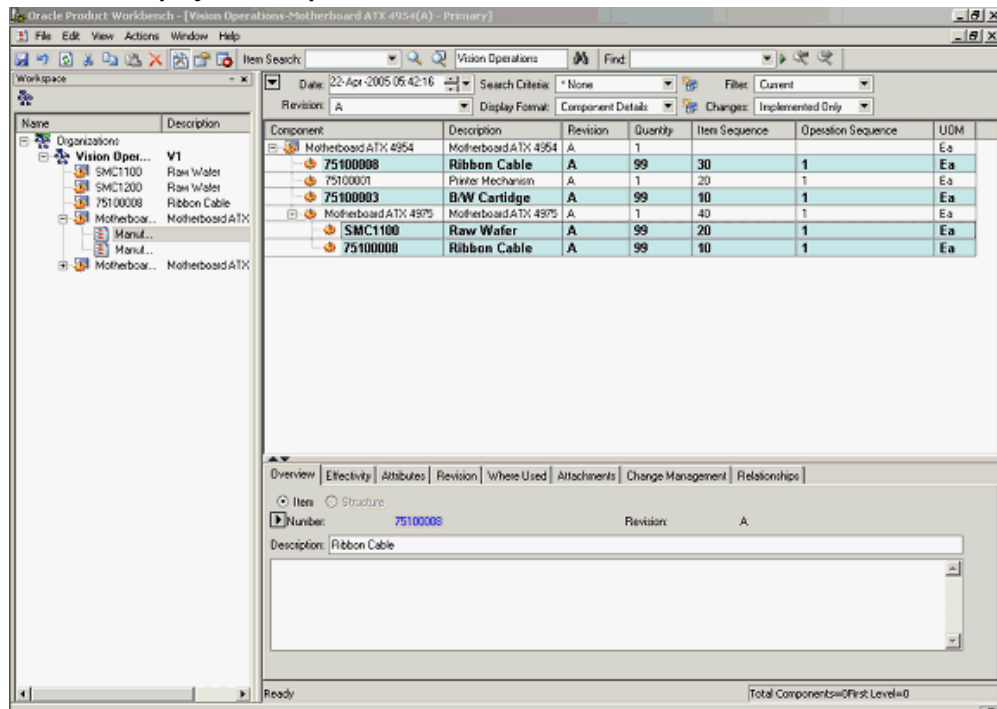 Oracle Product Workbench - [Vision Operations-Motherboard ATX 4954(A) - Primary]
File Edit View Actions Window Help
Item Search: Vision Operations Find:
Workspace
Date: 22-Apr-2005 05:42:16 Search Criteria: * None Filter: Current
Revision: A Display Format: Component Details Changes: Implemented Only
Name Description
Organizations
Vision Oper... V1
SMC1100 Raw Wafer
SMC1200 Raw Wafer
75100008 Ribbon Cable
Motherboar... Motherboard ATX
Manuf...
Manuf...
Motherboar... Motherboard ATX
Component Description Revision Quantity Item Sequence Operation Sequence UOM
Motherboard ATX 4954 Motherboard ATX 4954 A 1 Ea
75100008 Ribbon Cable A 99 30 1 Ea
75100001 Printer Mechanism A 1 20 1 Ea
75100003 B/W Cartidge A 99 10 1 Ea
Motherboard ATX 4975 Motherboard ATX 4975 A 1 40 1 Ea
SMC1100 Raw Wafer A 99 20 1 Ea
75100008 Ribbon Cable A 99 10 1 Ea
Overview Effectivity Attributes Revision Where Used Attachments Change Management Relationships
Item Structure
Number: 75100008 Revision: A
Description: Ribbon Cable
Ready Total Components=0First Level=0